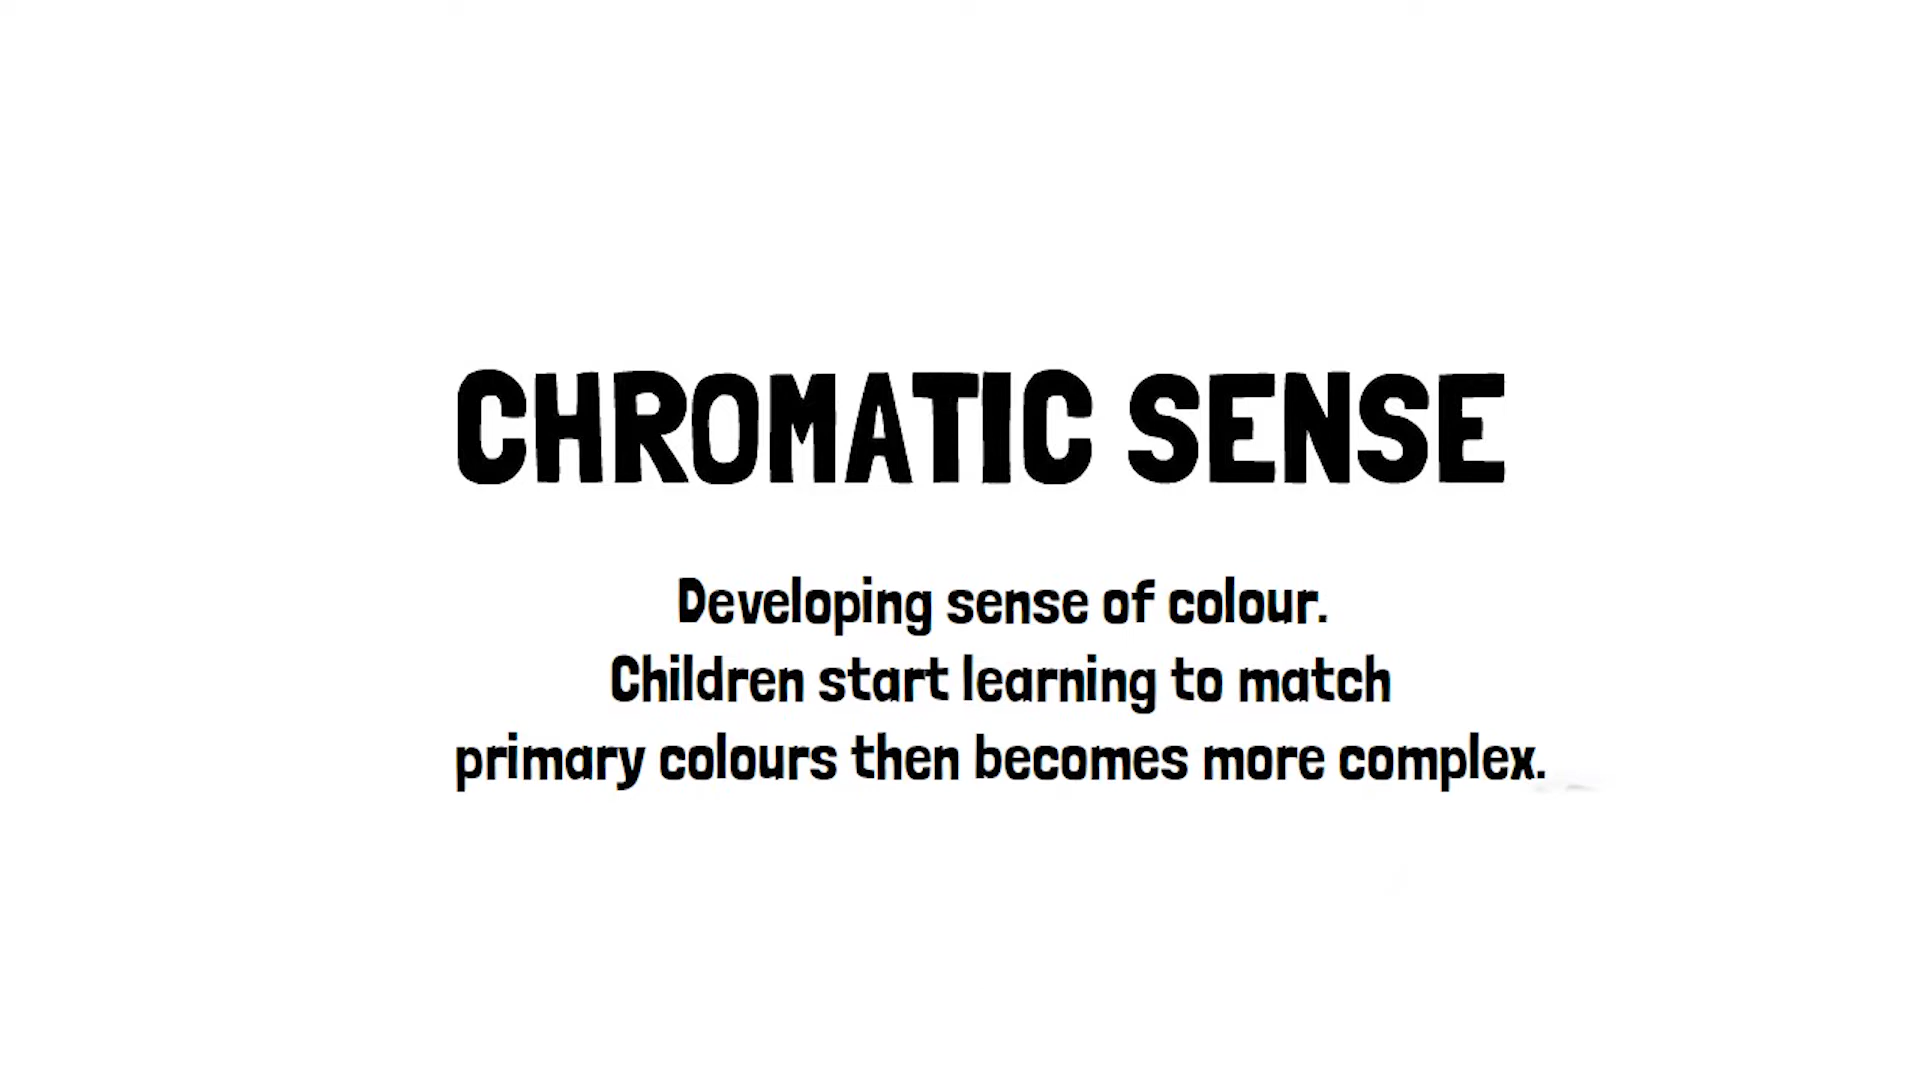 CHROMATIC SENSE
Developing sense of colour.
Children start learning to match
primary colours then becomes more complex.